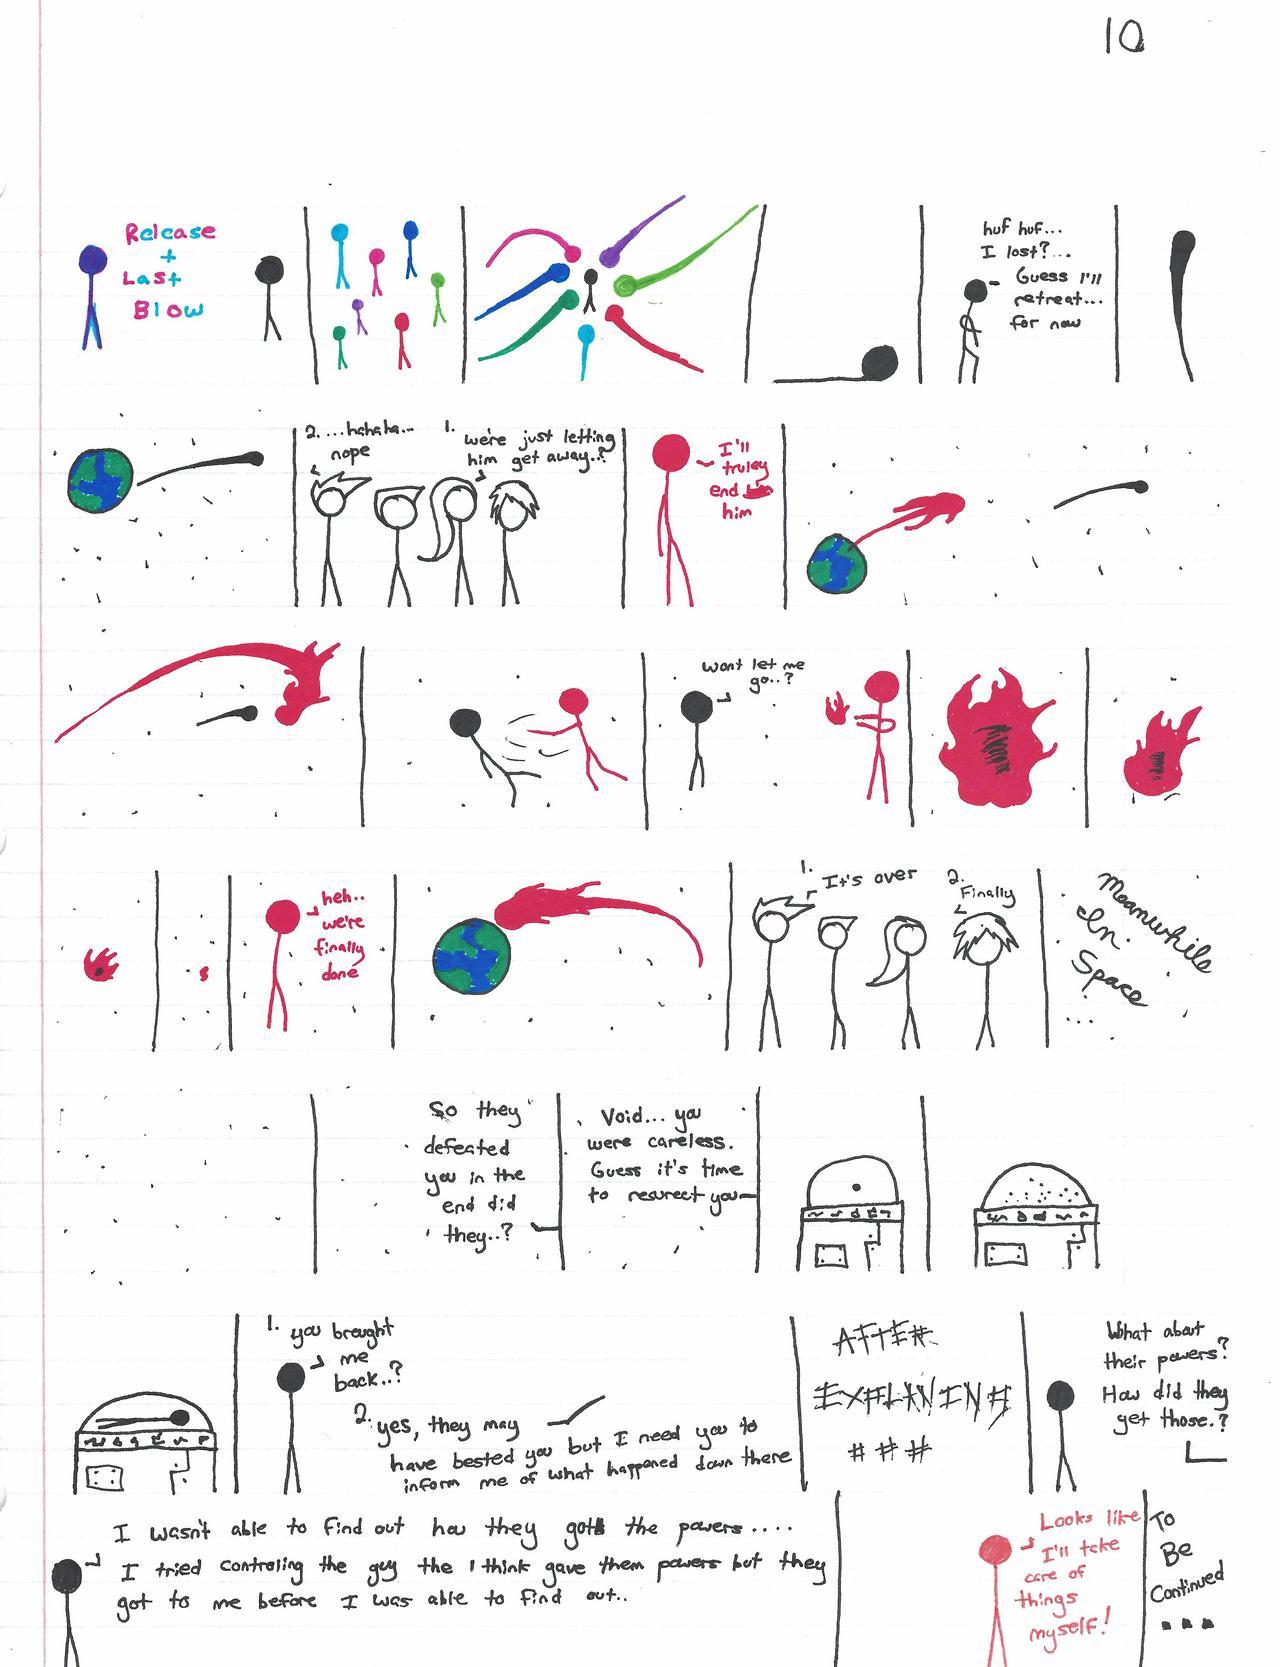 10
Release
+
Last
Blow
huf huf...
I lost?...
Guess I'll
retreat...
for now
2. ...hahaha...
nope
1.
we're just letting
him get away..?
I'll
truley
end
him
wont let me
go..?
heh..
we're
finally
done
1.
It's over
2.
Finally
Meanwhile
In
Space
...
So they
defeated
you in the
end did
they..?
Void... you
were careless.
Guess it's time
to resurect you
1. you brought
me
back..?
2. yes, they may
have bested you but I need you to
inform me of what happened down there
AFTER
EXPLAINING
###
What about
their powers?
How did they
get those.?
I wasn't able to find out how they got the powers....
I tried controling the guy the I think gave them powers but they
got to me before I was able to find out..
Looks like
I'll take
care of
things
myself!
To
Be
Continued
...